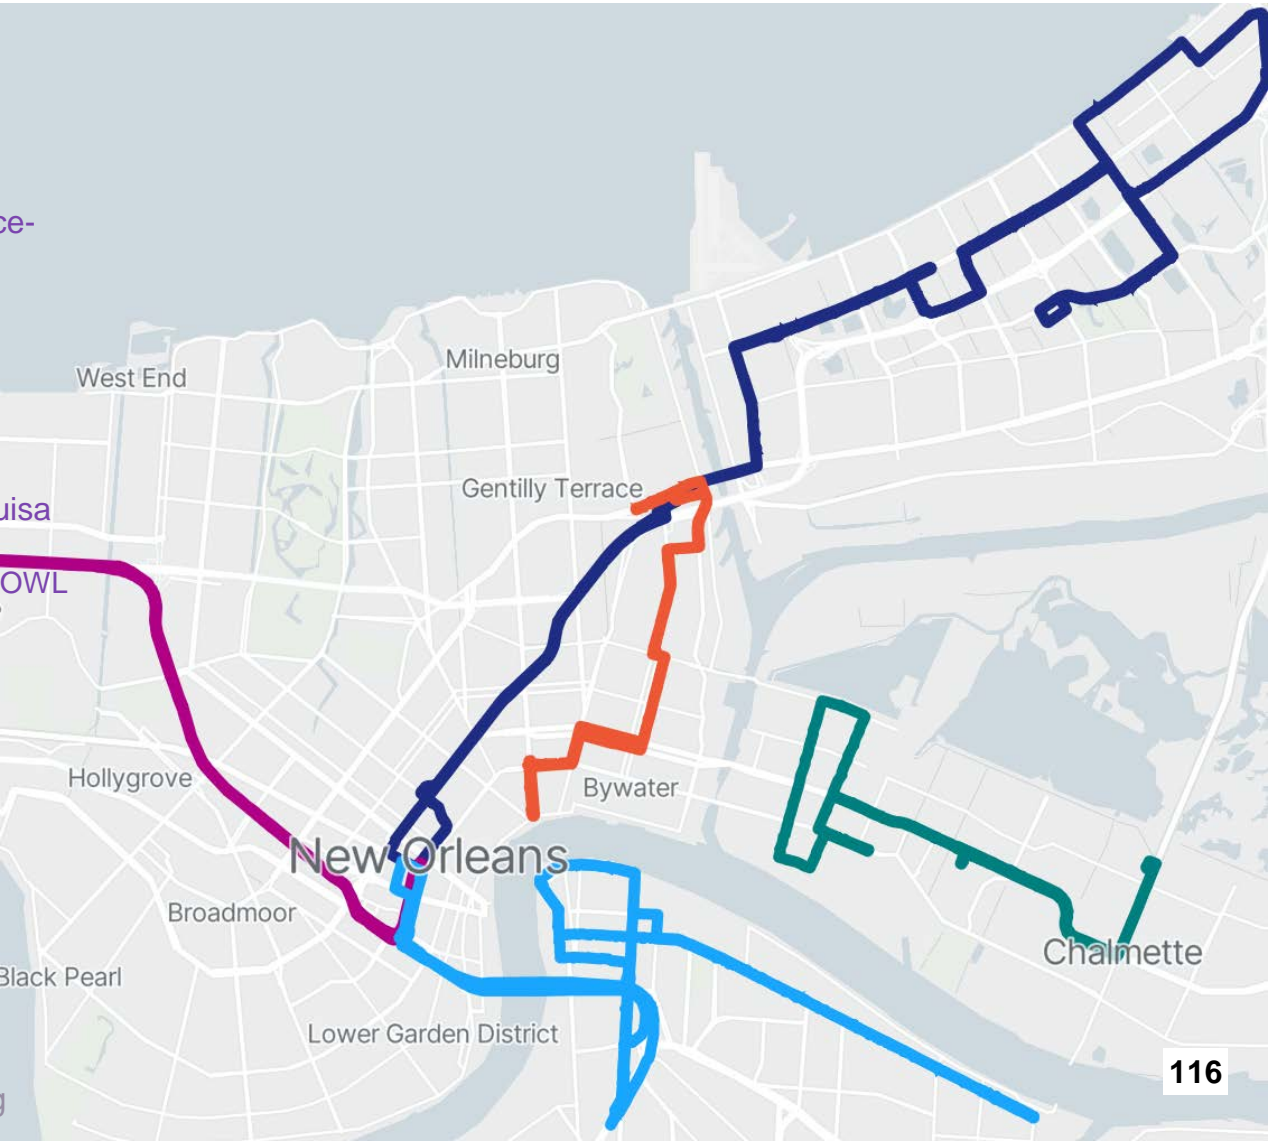 ce-
Milneburg
West End
Gentilly Terrace
uisa
OWL
Hollygrove
Bywater
New Orleans
Broadmoor
Chalmette
Black Pearl
Lower Garden District
116
g